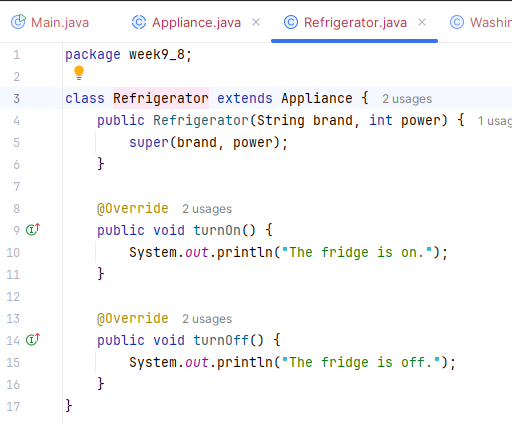 Main.java Appliance.java Refrigerator.java Washin
1 package week9_8;
2
3 class Refrigerator extends Appliance { 2 usages
4 public Refrigerator(String brand, int power) { 1 usag
5 super(brand, power);
6 }
7
8 @Override 2 usages
9 public void turnOn() {
10 System.out.println("The fridge is on.");
11 }
12
13 @Override 2 usages
14 public void turnOff() {
15 System.out.println("The fridge is off.");
16 }
17 }